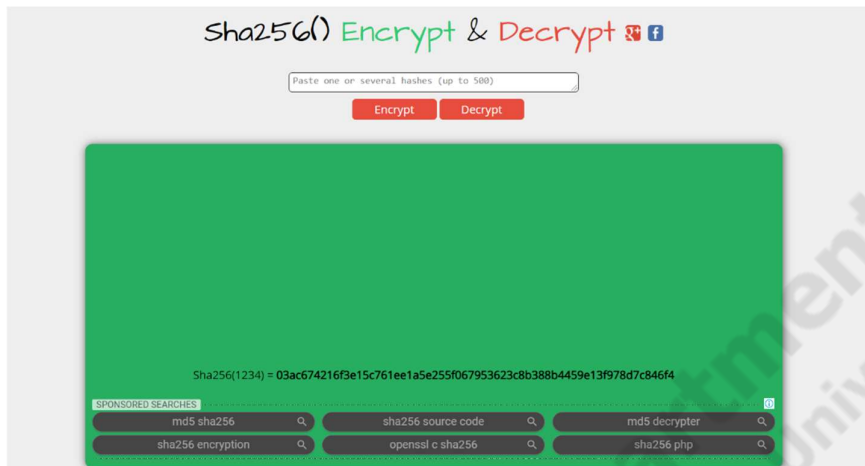 Sha256() Encrypt & Decrypt
Paste one or several hashes (up to 500)
Encrypt Decrypt
Sha256(1234) = 03ac674216f3e15c761ee1a5e255f067953623c8b388b4459e13f978d7c846f4
SPONSORED SEARCHES
md5 sha256 sha256 source code md5 decrypter
sha256 encryption openssl c sha256 sha256 php